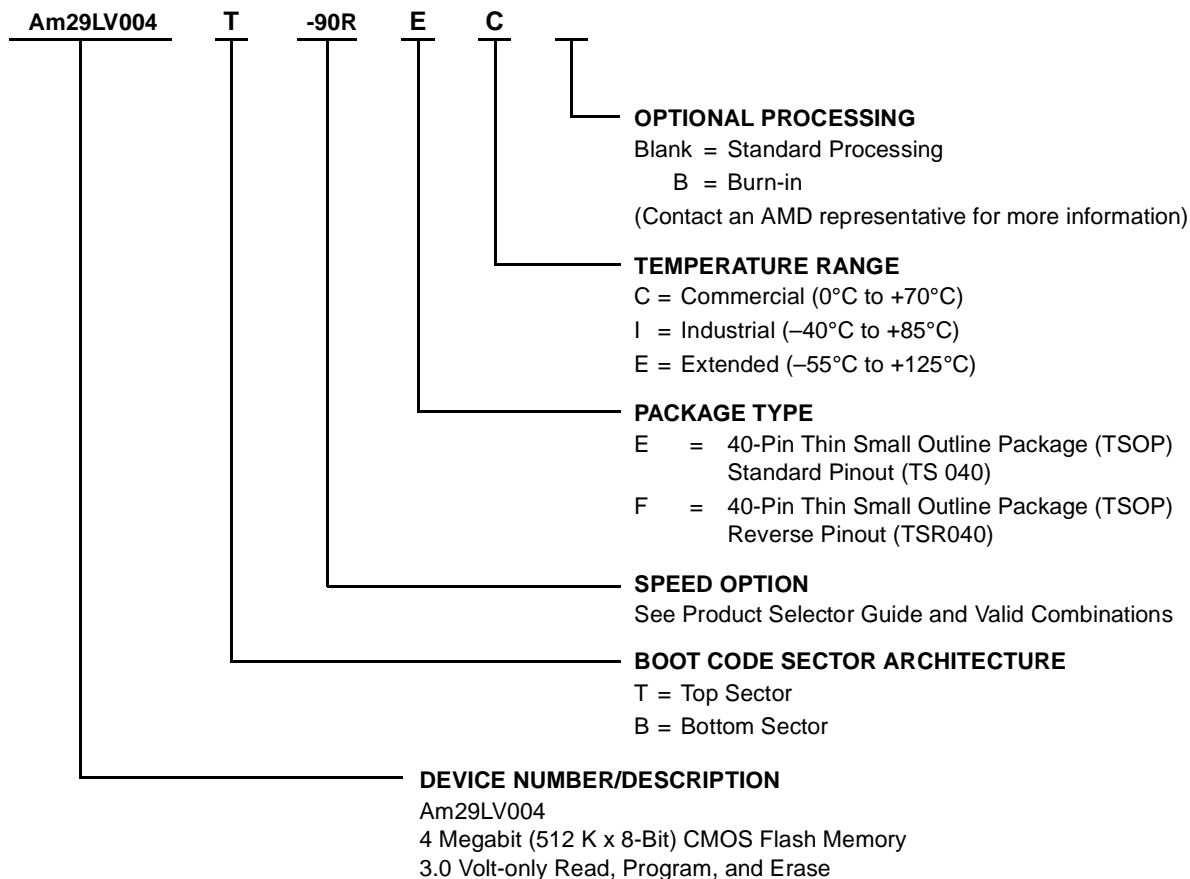 Am29LV004 T -90R E C
OPTIONAL PROCESSING
Blank = Standard Processing
B = Burn-in
(Contact an AMD representative for more information)
TEMPERATURE RANGE
C = Commercial (0°C to +70°C)
I = Industrial (–40°C to +85°C)
E = Extended (–55°C to +125°C)
PACKAGE TYPE
E = 40-Pin Thin Small Outline Package (TSOP)
Standard Pinout (TS 040)
F = 40-Pin Thin Small Outline Package (TSOP)
Reverse Pinout (TSR040)
SPEED OPTION
See Product Selector Guide and Valid Combinations
BOOT CODE SECTOR ARCHITECTURE
T = Top Sector
B = Bottom Sector
DEVICE NUMBER/DESCRIPTION
Am29LV004
4 Megabit (512 K x 8-Bit) CMOS Flash Memory
3.0 Volt-only Read, Program, and Erase